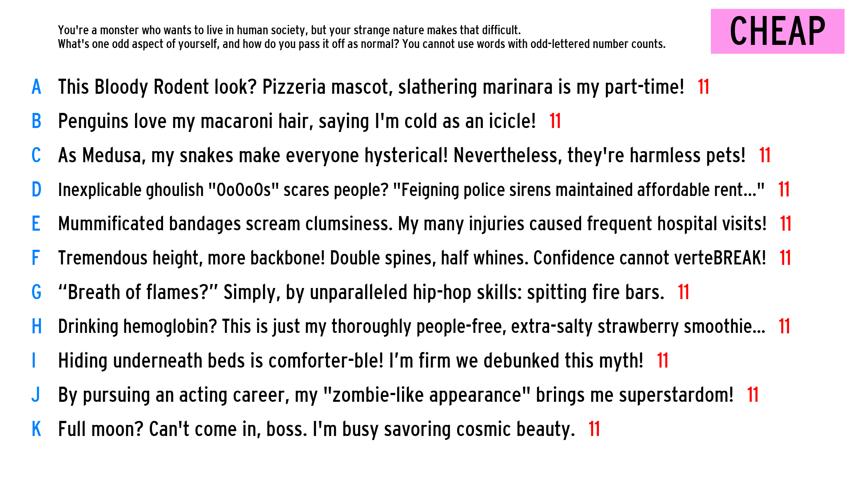 You're a monster who wants to live in human society, but your strange nature makes that difficult.
What's one odd aspect of yourself, and how do you pass it off as normal? You cannot use words with odd-lettered number counts.
CHEAP
A This Bloody Rodent look? Pizzeria mascot, slathering marinara is my part-time! 11
B Penguins love my macaroni hair, saying I'm cold as an icicle! 11
C As Medusa, my snakes make everyone hysterical! Nevertheless, they're harmless pets! 11
D Inexplicable ghoulish "OoOoOs" scares people? "Feigning police sirens maintained affordable rent..." 11
E Mummificated bandages scream clumsiness. My many injuries caused frequent hospital visits! 11
F Tremendous height, more backbone! Double spines, half whines. Confidence cannot verteBREAK! 11
G “Breath of flames?” Simply, by unparalleled hip-hop skills: spitting fire bars. 11
H Drinking hemoglobin? This is just my thoroughly people-free, extra-salty strawberry smoothie... 11
I Hiding underneath beds is comforter-ble! I’m firm we debunked this myth! 11
J By pursuing an acting career, my "zombie-like appearance" brings me superstardom! 11
K Full moon? Can't come in, boss. I'm busy savoring cosmic beauty. 11